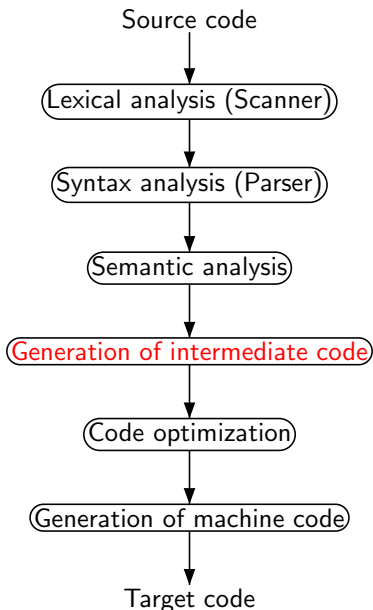 Source code
Lexical analysis (Scanner)
Syntax analysis (Parser)
Semantic analysis
Generation of intermediate code
Code optimization
Generation of machine code
Target code